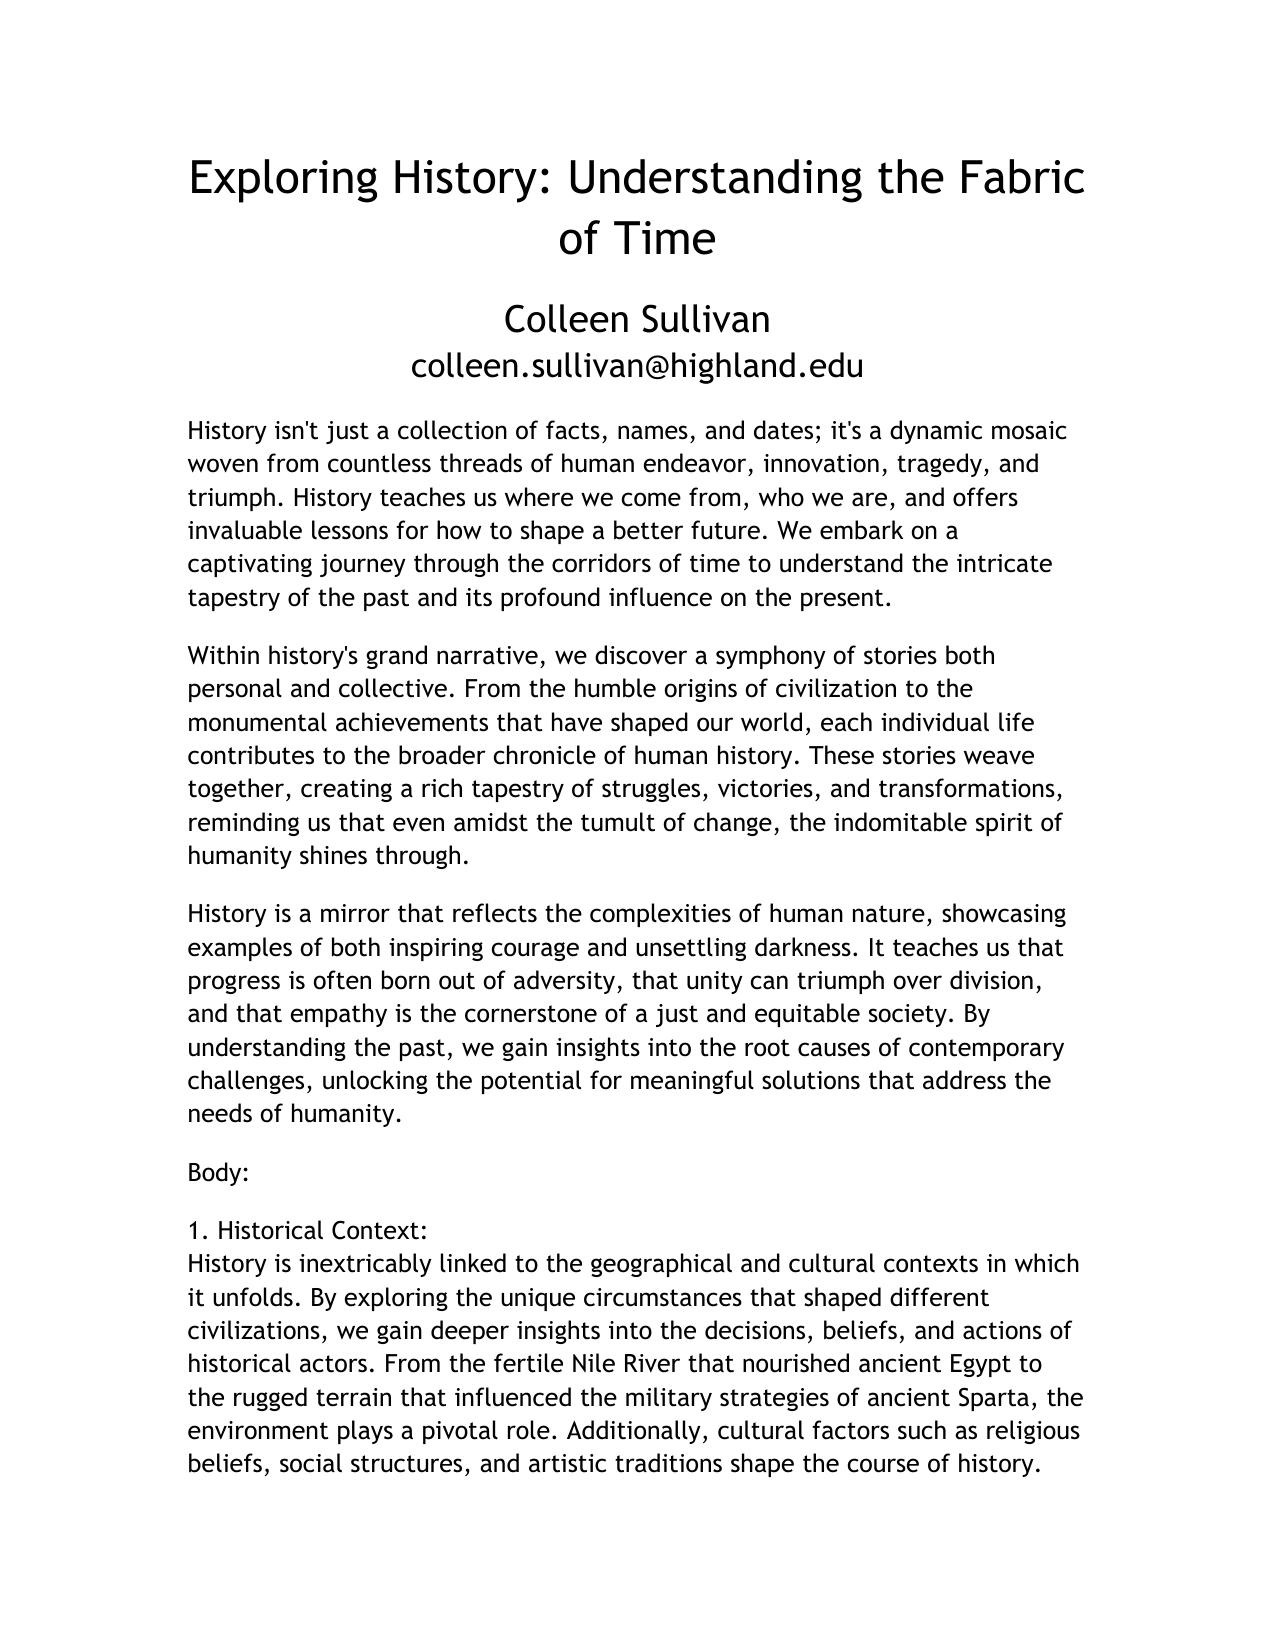 Exploring History: Understanding the Fabric
of Time
Colleen Sullivan
colleen.sullivan@highland.edu
History isn't just a collection of facts, names, and dates; it's a dynamic mosaic
woven from countless threads of human endeavor, innovation, tragedy, and
triumph. History teaches us where we come from, who we are, and offers
invaluable lessons for how to shape a better future. We embark on a
captivating journey through the corridors of time to understand the intricate
tapestry of the past and its profound influence on the present.
Within history's grand narrative, we discover a symphony of stories both
personal and collective. From the humble origins of civilization to the
monumental achievements that have shaped our world, each individual life
contributes to the broader chronicle of human history. These stories weave
together, creating a rich tapestry of struggles, victories, and transformations,
reminding us that even amidst the tumult of change, the indomitable spirit of
humanity shines through.
History is a mirror that reflects the complexities of human nature, showcasing
examples of both inspiring courage and unsettling darkness. It teaches us that
progress is often born out of adversity, that unity can triumph over division,
and that empathy is the cornerstone of a just and equitable society. By
understanding the past, we gain insights into the root causes of contemporary
challenges, unlocking the potential for meaningful solutions that address the
needs of humanity.
Body:
1. Historical Context:
History is inextricably linked to the geographical and cultural contexts in which
it unfolds. By exploring the unique circumstances that shaped different
civilizations, we gain deeper insights into the decisions, beliefs, and actions of
historical actors. From the fertile Nile River that nourished ancient Egypt to
the rugged terrain that influenced the military strategies of ancient Sparta, the
environment plays a pivotal role. Additionally, cultural factors such as religious
beliefs, social structures, and artistic traditions shape the course of history.